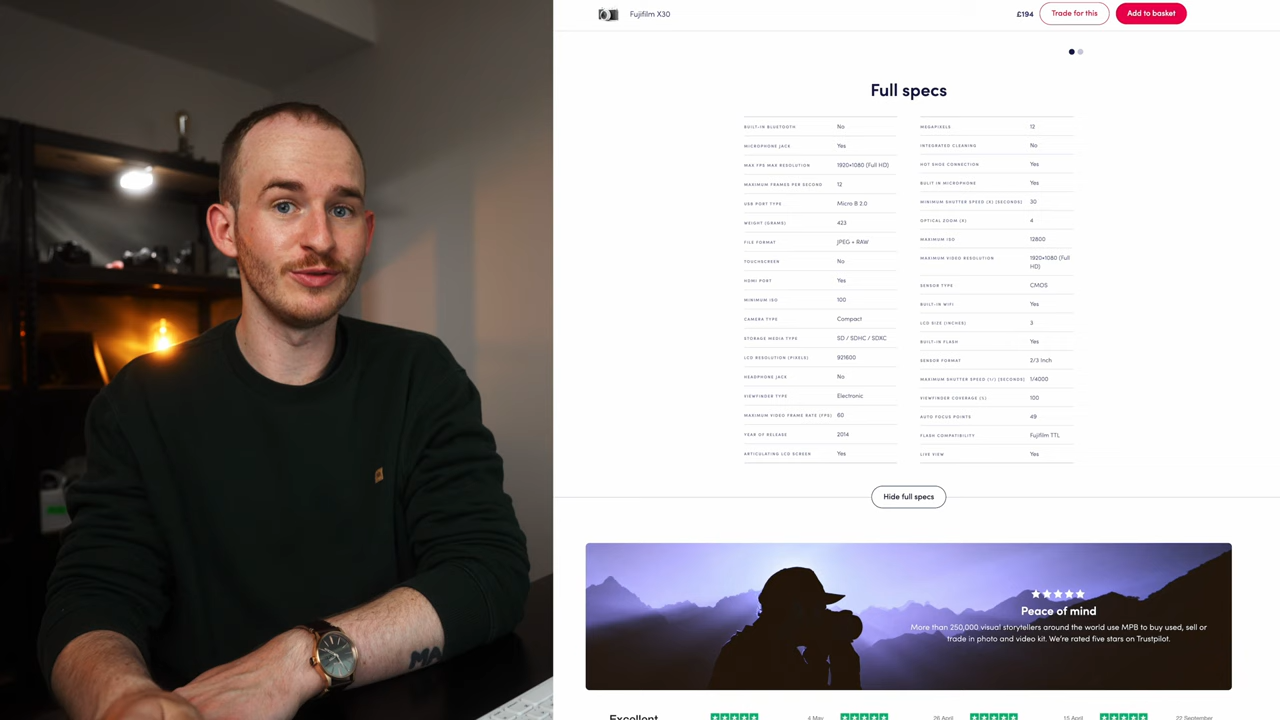 Fujifilm X30
£194
Trade for this
Add to basket
Full specs
BUILT-IN BLUETOOTH No
MICROPHONE JACK Yes
MAX FPS MAX RESOLUTION 1920×1080 (Full HD)
MAXIMUM FRAMES PER SECOND 12
USB PORT TYPE Micro B 2.0
WEIGHT (GRAMS) 423
FILE FORMAT JPEG + RAW
TOUCHSCREEN No
HDMI PORT Yes
MINIMUM ISO 100
CAMERA TYPE Compact
STORAGE MEDIA TYPE SD / SDHC / SDXC
LCD RESOLUTION (PIXELS) 921600
HEADPHONE JACK No
VIEWFINDER TYPE Electronic
MAXIMUM VIDEO FRAME RATE (FPS) 60
YEAR OF RELEASE 2014
ARTICULATING LCD SCREEN Yes
MEGAPIXELS 12
INTEGRATED CLEANING No
HOT SHOE CONNECTION Yes
BULIT IN MICROPHONE Yes
MINIMUM SHUTTER SPEED (X) [SECONDS] 30
OPTICAL ZOOM (X) 4
MAXIMUM ISO 12800
MAXIMUM VIDEO RESOLUTION 1920×1080 (Full
HD)
SENSOR TYPE CMOS
BUILT-IN WIFI Yes
LCD SIZE (INCHES) 3
BUILT-IN FLASH Yes
SENSOR FORMAT 2/3 Inch
MAXIMUM SHUTTER SPEED (1/) [SECONDS] 1/4000
VIEWFINDER COVERAGE (%) 100
AUTO FOCUS POINTS 49
FLASH COMPATIBILITY Fujifilm TTL
LIVE VIEW Yes
Hide full specs
Peace of mind
More than 250,000 visual storytellers around the world use MPB to buy used, sell or
trade in photo and video kit. We're rated five stars on Trustpilot.
Excellent
4 May
26 April
15 April
22 September